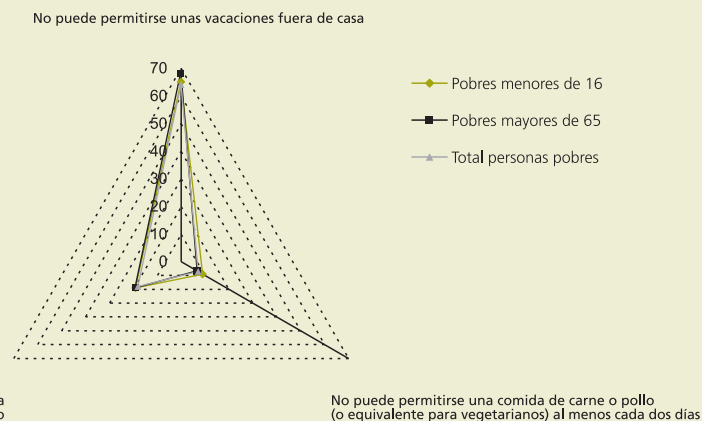 No puede permitirse unas vacaciones fuera de casa
70
60
50
40
30
20
10
0
Pobres menores de 16
Pobres mayores de 65
Total personas pobres
a
o
No puede permitirse una comida de carne o pollo
(o equivalente para vegetarianos) al menos cada dos días